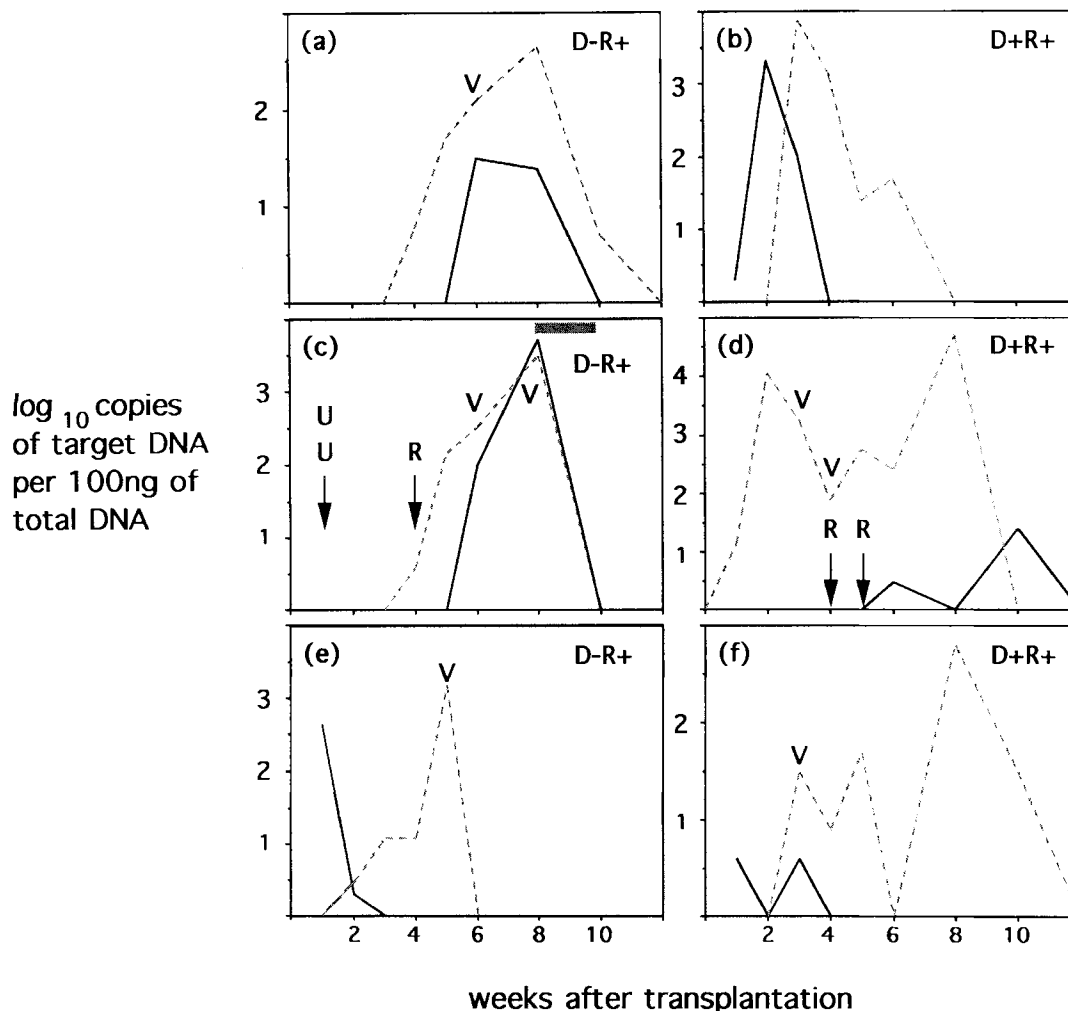 (a) D-R+
V
2
1
(b) D+R+
3
2
1
log 10 copies
of target DNA
per 100ng of
total DNA
(c) D-R+
V V
U
U R
3
2
1
(d) D+R+
V
V
R R
4
3
2
1
(e) D-R+
V
3
2
1
2 4 6 8 10
(f) D+R+
V
2
1
2 4 6 8 10
weeks after transplantation